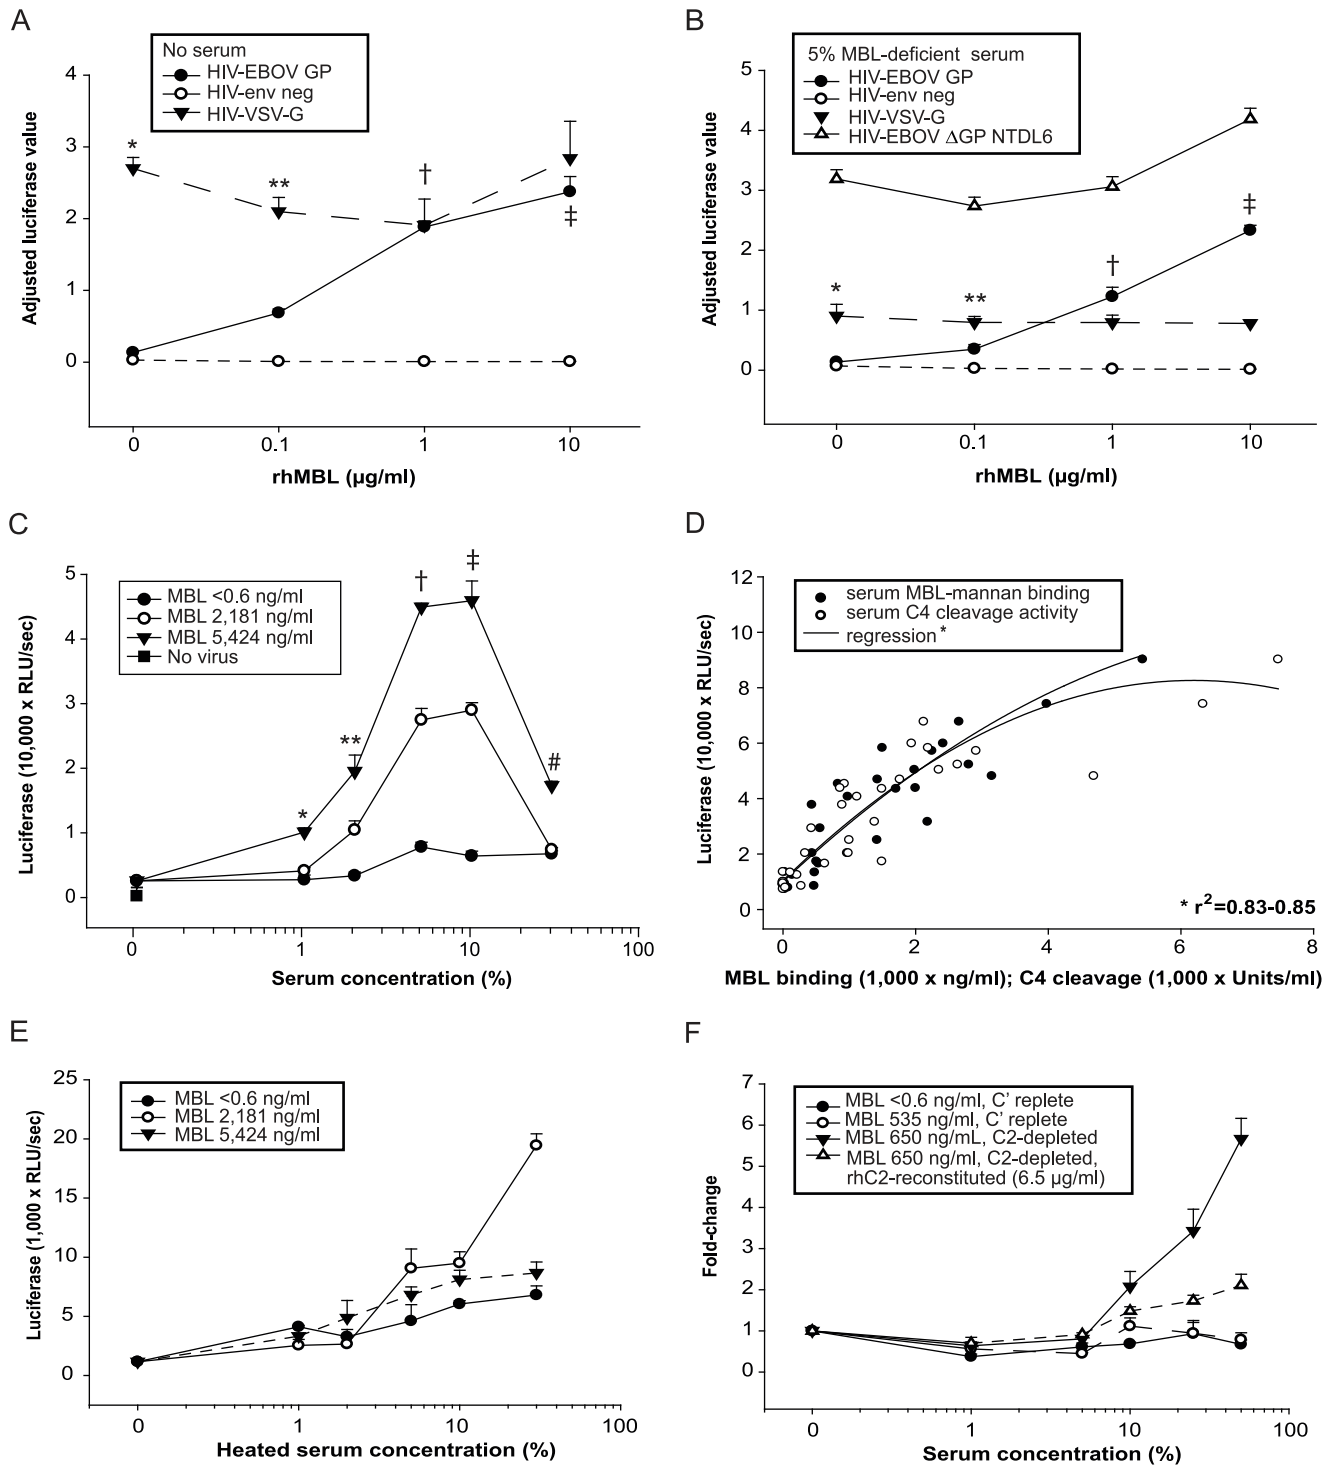 A
No serum
HIV-EBOV GP
HIV-env neg
HIV-VSV-G
Adjusted luciferase value
4
3
2
1
0
*
**
†
‡
0
0.1
1
10
rhMBL (µg/ml)
B
5% MBL-deficient serum
HIV-EBOV GP
HIV-env neg
HIV-VSV-G
HIV-EBOV ΔGP NTDL6
Adjusted luciferase value
5
4
3
2
1
0
*
**
†
‡
0
0.1
1
10
rhMBL (µg/ml)
C
MBL <0.6 ng/ml
MBL 2,181 ng/ml
MBL 5,424 ng/ml
No virus
Luciferase (10,000 x RLU/sec)
5
4
3
2
1
0
*
**
†
‡
#
0
1
10
100
Serum concentration (%)
D
serum MBL-mannan binding
serum C4 cleavage activity
regression*
Luciferase (10,000 x RLU/sec)
12
10
8
6
4
2
0
* r²=0.83-0.85
0
2
4
6
8
MBL binding (1,000 x ng/ml); C4 cleavage (1,000 x Units/ml)
E
MBL <0.6 ng/ml
MBL 2,181 ng/ml
MBL 5,424 ng/ml
Luciferase (1,000 x RLU/sec)
25
20
15
10
5
0
0
1
10
100
Heated serum concentration (%)
F
MBL <0.6 ng/ml, C' replete
MBL 535 ng/ml, C' replete
MBL 650 ng/mL, C2-depleted
MBL 650 ng/ml, C2-depleted,
rhC2-reconstituted (6.5 µg/ml)
Fold-change
7
6
5
4
3
2
1
0
0
1
10
100
Serum concentration (%)